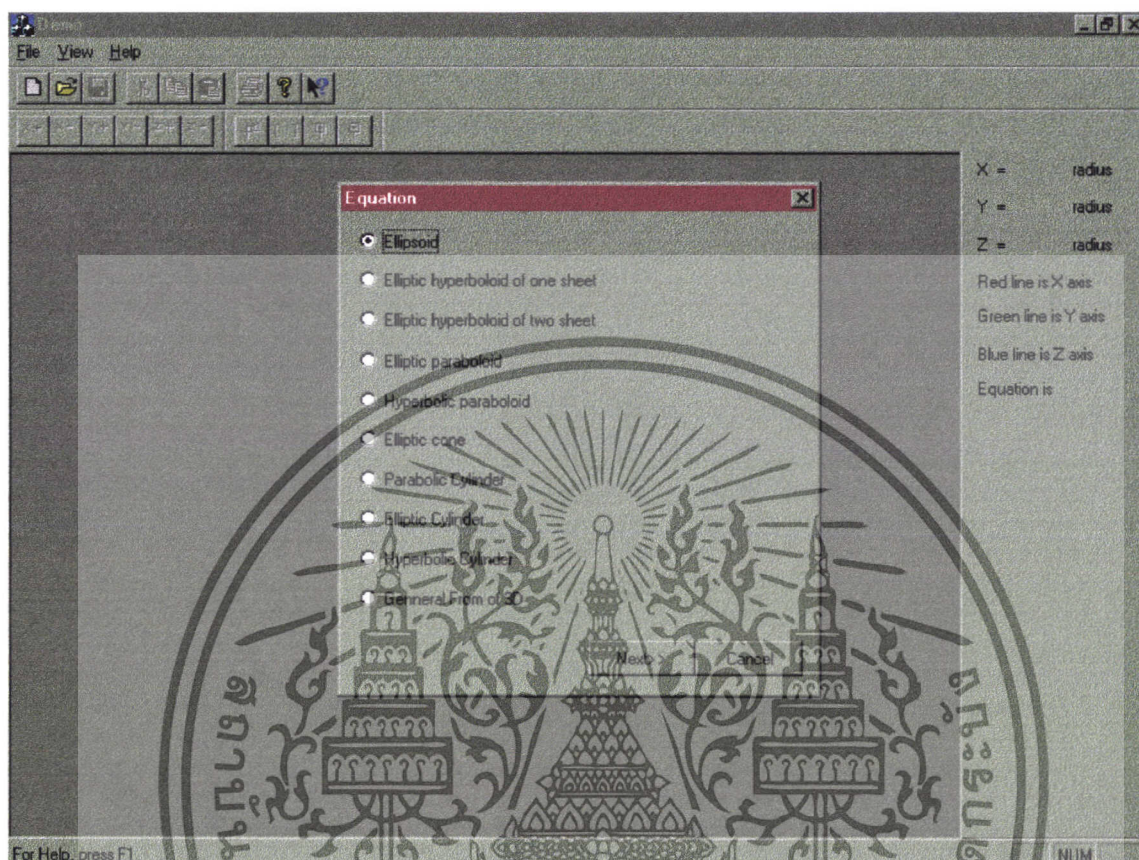 Demo
File View Help
X = radius
Y = radius
Z = radius
Red line is X axis
Green line is Y axis
Blue line is Z axis
Equation is
Equation
Ellipsoid
Elliptic hyperboloid of one sheet
Elliptic hyperboloid of two sheet
Elliptic paraboloid
Hyperbolic paraboloid
Elliptic cone
Parabolic Cylinder
Elliptic Cylinder
Hyperbolic Cylinder
Genneral From of 3D
Next > Cancel
For Help, press F1
NUM